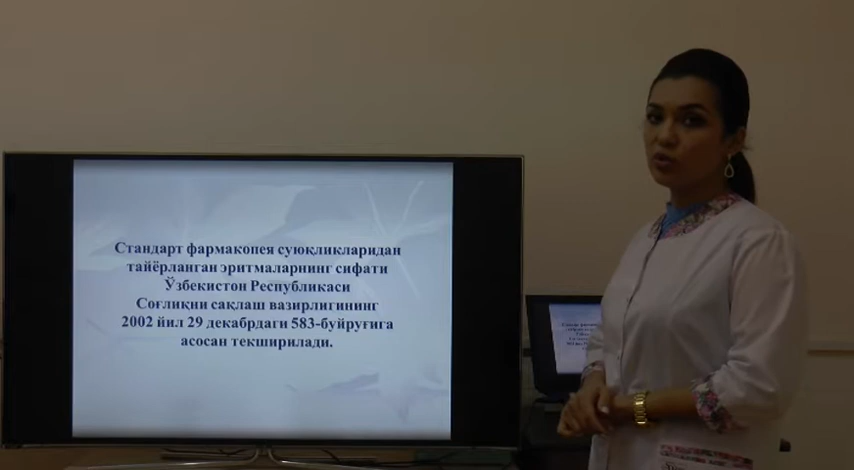 Стандарт фармакопея суюқликларидан
тайёрланган эритмаларнинг сифати
Ўзбекистон Республикаси
Соғлиқни сақлаш вазирлигининг
2002 йил 29 декабрдаги 583-буйруғига
асосан текширилади.